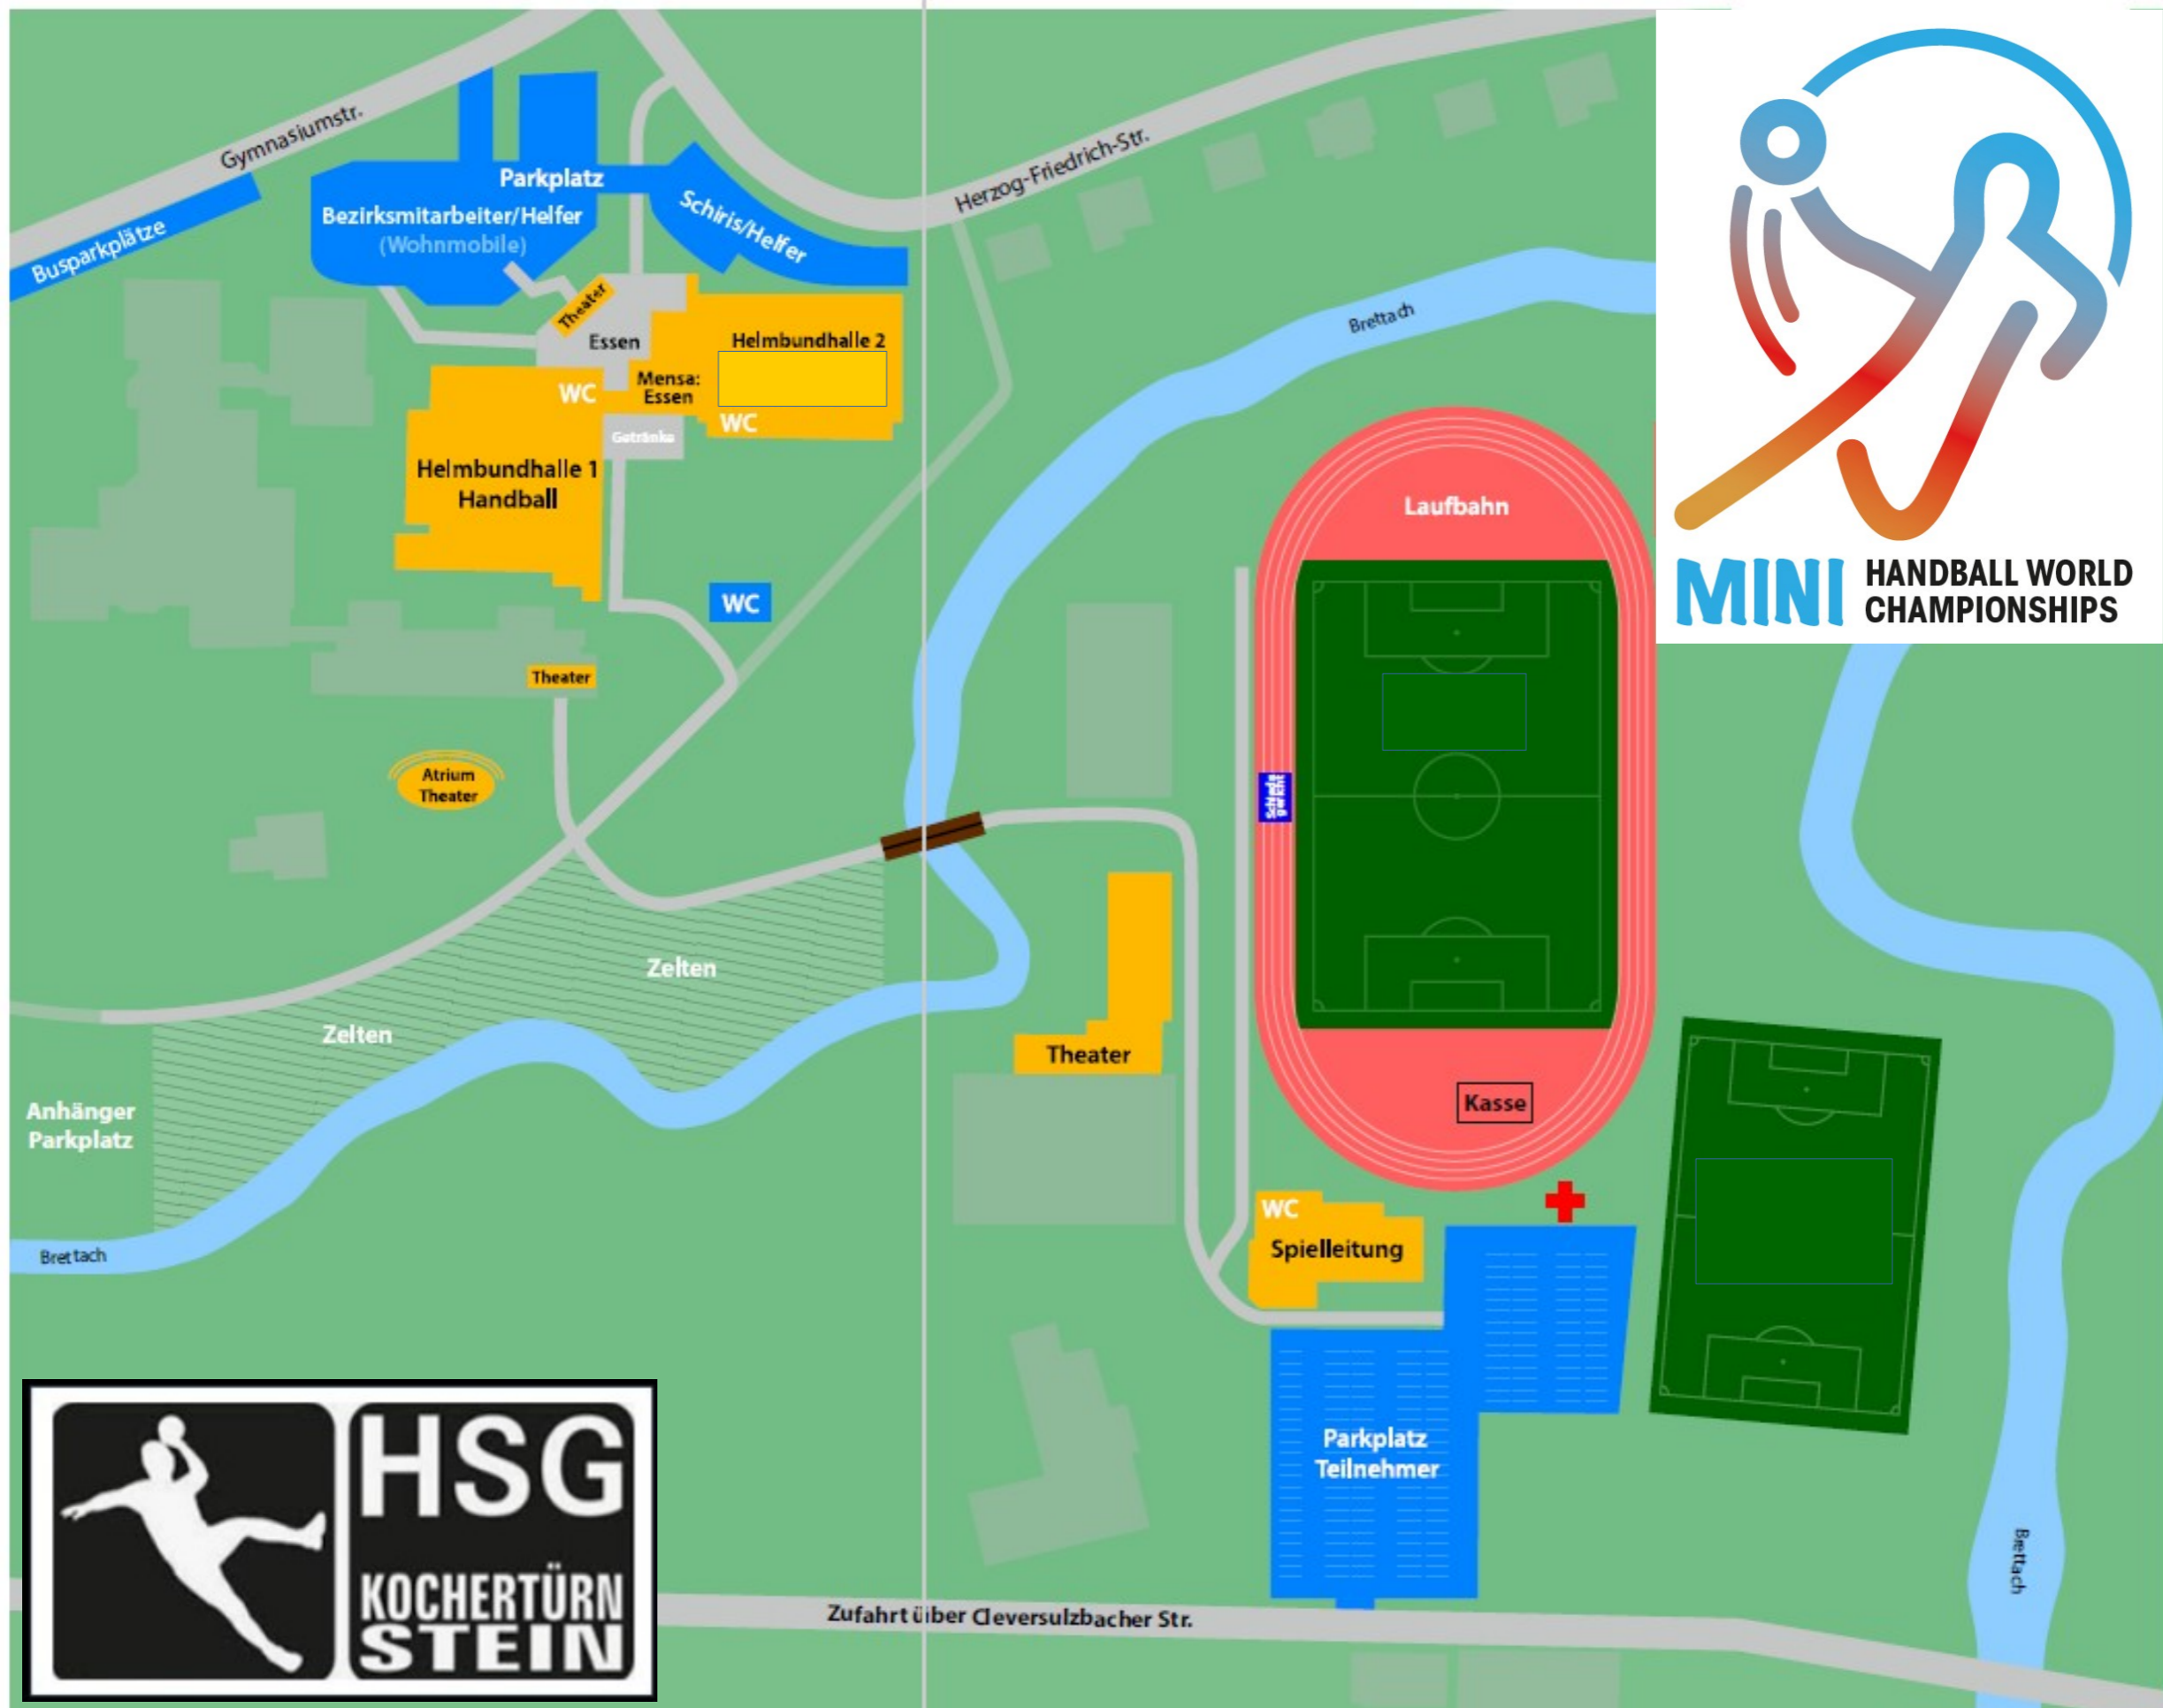 Gymnasiumstr.
Busparkplätze
Parkplatz
Bezirksmitarbeiter/Helfer
(Wohnmobile)
Schiris/Helfer
Herzog-Friedrich-Str.
Theater
Essen
Helmbundhalle 2
Mensa:
Essen
WC
WC
Getränke
Helmbundhalle 1
Handball
WC
Theater
Atrium
Theater
Brettach
Laufbahn
MINI HANDBALL WORLD
CHAMPIONSHIPS
Zelten
Zelten
Anhänger
Parkplatz
Brettach
Theater
Kasse
WC
Spielleitung
Parkplatz
Teilnehmer
Brettach
Zufahrt über Cleversulzbacher Str.
HSG
KOCHERTÜRN
STEIN